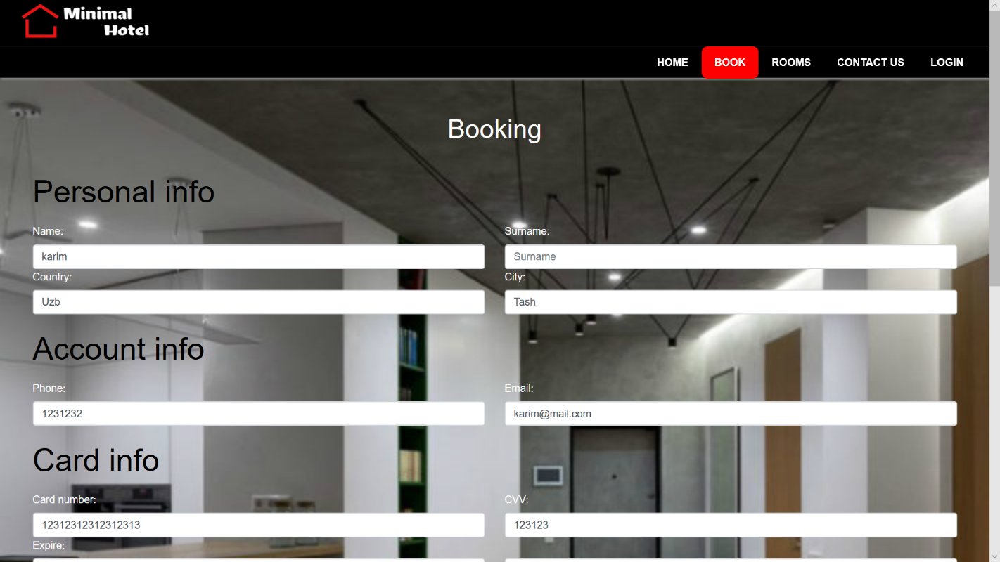 Minimal
Hotel
HOME BOOK ROOMS CONTACT US LOGIN
Booking
Personal info
Name: Surname:
karim Surname
Country: City:
Uzb Tash
Account info
Phone: Email:
1231232 karim@mail.com
Card info
Card number: CVV:
12312312312312313 123123
Expire: